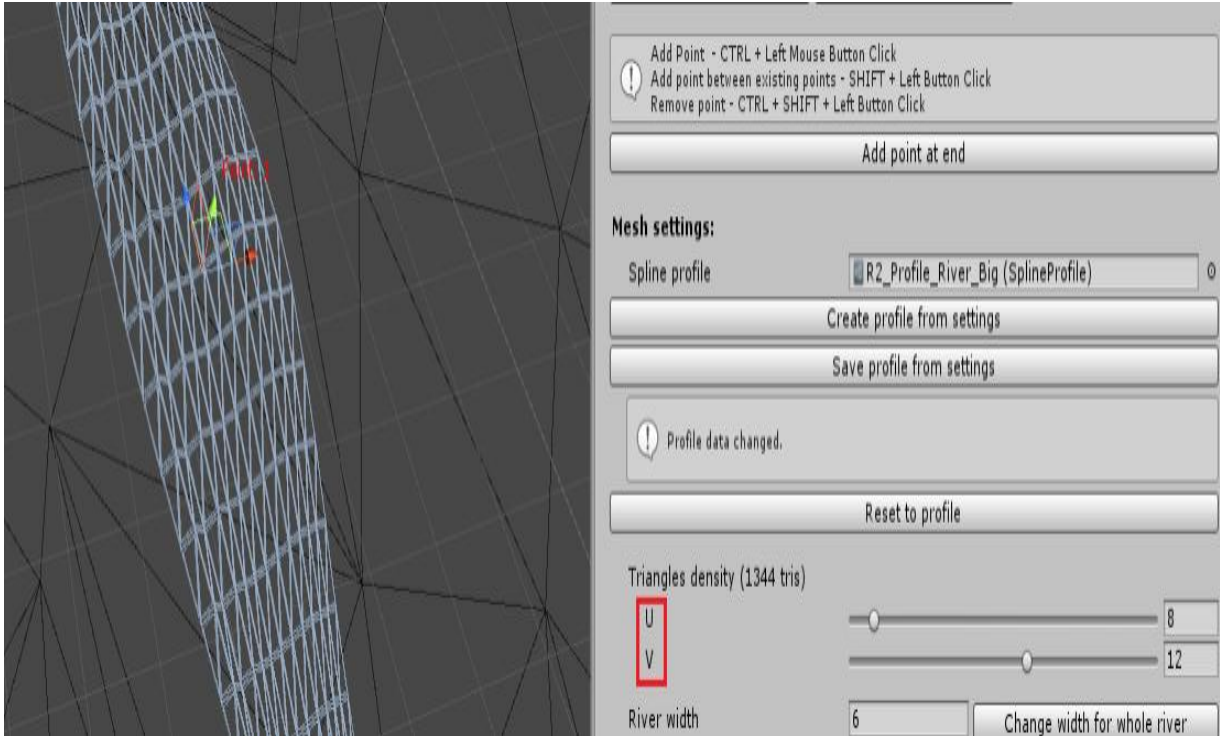 Add Point - CTRL + Left Mouse Button Click
Add point between existing points - SHIFT + Left Button Click
Remove point - CTRL + SHIFT + Left Button Click
Add point at end
Mesh settings:
Spline profile R2_Profile_River_Big (SplineProfile)
Create profile from settings
Save profile from settings
Profile data changed.
Reset to profile
Triangles density (1344 tris)
U 8
V 12
River width 6 Change width for whole river